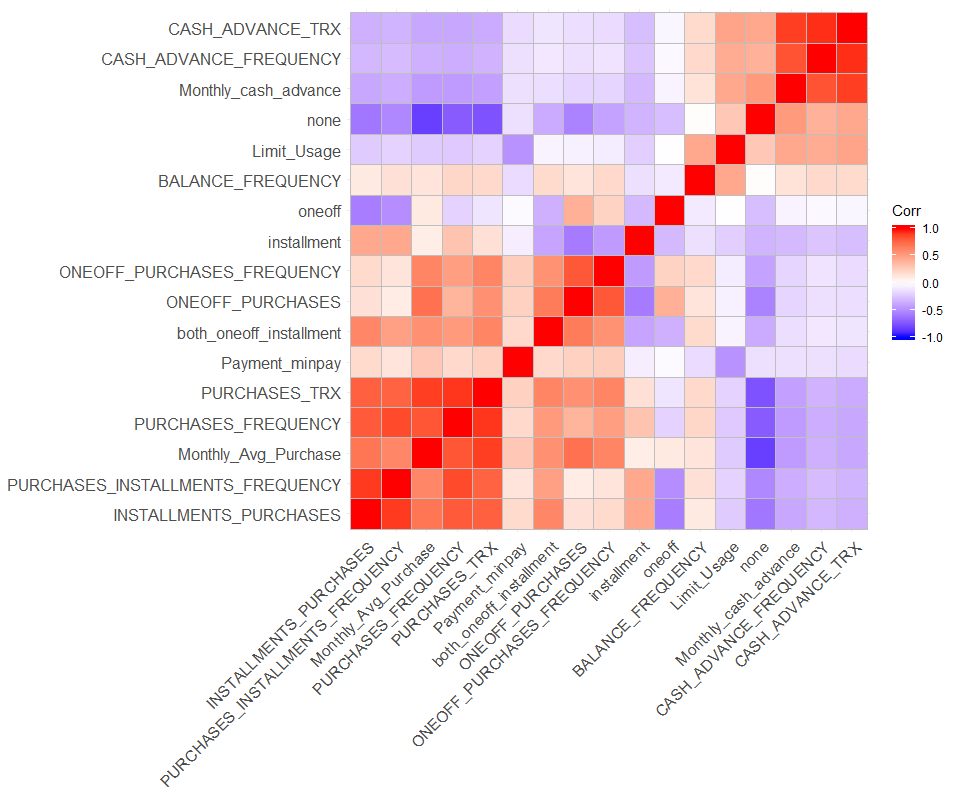 CASH_ADVANCE_TRX
CASH_ADVANCE_FREQUENCY
Monthly_cash_advance
none
Limit_Usage
BALANCE_FREQUENCY
oneoff
installment
ONEOFF_PURCHASES_FREQUENCY
ONEOFF_PURCHASES
both_oneoff_installment
Payment_minpay
PURCHASES_TRX
PURCHASES_FREQUENCY
Monthly_Avg_Purchase
PURCHASES_INSTALLMENTS_FREQUENCY
INSTALLMENTS_PURCHASES
INSTALLMENTS_PURCHASES
PURCHASES_INSTALLMENTS_FREQUENCY
Monthly_Avg_Purchase
PURCHASES_FREQUENCY
PURCHASES_TRX
Payment_minpay
both_oneoff_installment
ONEOFF_PURCHASES
ONEOFF_PURCHASES_FREQUENCY
installment
oneoff
BALANCE_FREQUENCY
Limit_Usage
none
Monthly_cash_advance
CASH_ADVANCE_FREQUENCY
CASH_ADVANCE_TRX
Corr
1.0
0.5
0.0
-0.5
-1.0